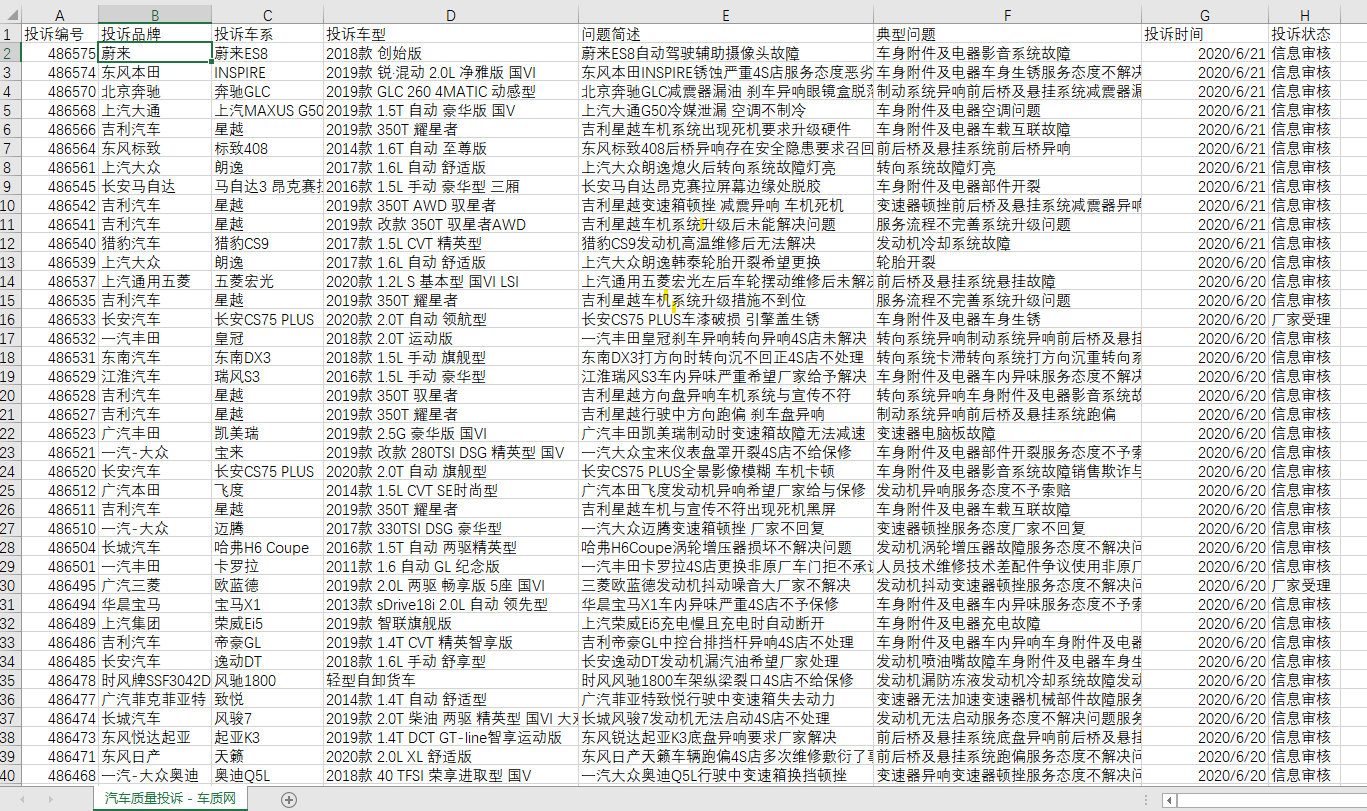 A B C D E F G H
1 投诉编号 投诉品牌 投诉车系 投诉车型 问题简述 典型问题 投诉时间 投诉状态
2 486575 蔚来 蔚来ES8 2018款 创始版 蔚来ES8自动驾驶辅助摄像头故障 车身附件及电器影音系统故障 2020/6/21 信息审核
3 486574 东风本田 INSPIRE 2019款 锐·混动 2.0L 净雅版 国VI 东风本田INSPIRE锈蚀严重4S店服务态度恶劣 车身附件及电器车身生锈服务态度不解决 2020/6/21 信息审核
4 486570 北京奔驰 奔驰GLC 2019款 GLC 260 4MATIC 动感型 北京奔驰GLC减震器漏油 刹车异响眼镜盒脱落 制动系统异响前后桥及悬挂系统减震器漏 2020/6/21 信息审核
5 486568 上汽大通 上汽MAXUS G50 2019款 1.5T 自动 豪华版 国V 上汽大通G50冷媒泄漏 空调不制冷 车身附件及电器空调问题 2020/6/21 信息审核
6 486566 吉利汽车 星越 2019款 350T 耀星者 吉利星越车机系统出现死机要求升级硬件 车身附件及电器车载互联故障 2020/6/21 信息审核
7 486564 东风标致 标致408 2014款 1.6T 自动 至尊版 东风标致408后桥异响存在安全隐患要求召回 前后桥及悬挂系统前后桥异响 2020/6/21 信息审核
8 486561 上汽大众 朗逸 2017款 1.6L 自动 舒适版 上汽大众朗逸熄火后转向系统故障灯亮 转向系统故障灯亮 2020/6/21 信息审核
9 486545 长安马自达 马自达3 昂克赛拉 2016款 1.5L 手动 豪华型 三厢 长安马自达昂克赛拉屏幕边缘处脱胶 车身附件及电器部件开裂 2020/6/21 信息审核
10 486542 吉利汽车 星越 2019款 350T AWD 驭星者 吉利星越变速箱顿挫 减震异响 车机死机 变速器顿挫前后桥及悬挂系统减震器异响 2020/6/21 信息审核
11 486541 吉利汽车 星越 2019款 改款 350T 驭星者AWD 吉利星越车机系统升级后未能解决问题 服务流程不完善系统升级问题 2020/6/21 信息审核
12 486540 猎豹汽车 猎豹CS9 2017款 1.5L CVT 精英型 猎豹CS9发动机高温维修后无法解决 发动机冷却系统故障 2020/6/21 信息审核
13 486539 上汽大众 朗逸 2017款 1.6L 自动 舒适版 上汽大众朗逸韩泰轮胎开裂希望更换 轮胎开裂 2020/6/20 信息审核
14 486537 上汽通用五菱 五菱宏光 2020款 1.2L S 基本型 国VI LSI 上汽通用五菱宏光左后车轮摆动维修后未解决 前后桥及悬挂系统悬挂故障 2020/6/20 信息审核
15 486535 吉利汽车 星越 2019款 350T 耀星者 吉利星越车机系统升级措施不到位 服务流程不完善系统升级问题 2020/6/20 信息审核
16 486533 长安汽车 长安CS75 PLUS 2020款 2.0T 自动 领航型 长安CS75 PLUS车漆破损 引擎盖生锈 车身附件及电器车身生锈 2020/6/20 厂家受理
17 486532 一汽丰田 皇冠 2018款 2.0T 运动版 一汽丰田皇冠刹车异响转向异响4S店未解决 转向系统异响制动系统异响前后桥及悬挂 2020/6/20 信息审核
18 486531 东南汽车 东南DX3 2018款 1.5L 手动 旗舰型 东南DX3打方向时转向沉不回正4S店不处理 转向系统卡滞转向系统打方向沉重转向系 2020/6/20 信息审核
19 486529 江淮汽车 瑞风S3 2016款 1.5L 手动 豪华型 江淮瑞风S3车内异味严重希望厂家给予解决 车身附件及电器车内异味服务态度不解决 2020/6/20 信息审核
20 486528 吉利汽车 星越 2019款 350T 驭星者 吉利星越方向盘异响车机系统与宣传不符 转向系统异响车身附件及电器影音系统故 2020/6/20 信息审核
21 486527 吉利汽车 星越 2019款 350T 耀星者 吉利星越行驶中方向跑偏 刹车盘异响 制动系统异响前后桥及悬挂系统跑偏 2020/6/20 信息审核
22 486523 广汽丰田 凯美瑞 2019款 2.5G 豪华版 国VI 广汽丰田凯美瑞制动时变速箱故障无法减速 变速器电脑板故障 2020/6/20 信息审核
23 486521 一汽-大众 宝来 2019款 改款 280TSI DSG 精英型 国V 一汽大众宝来仪表盘罩开裂4S店不给保修 车身附件及电器部件开裂服务态度不予索 2020/6/20 信息审核
24 486520 长安汽车 长安CS75 PLUS 2020款 2.0T 自动 旗舰型 长安CS75 PLUS全景影像模糊 车机卡顿 车身附件及电器影音系统故障销售欺诈与 2020/6/20 信息审核
25 486512 广汽本田 飞度 2014款 1.5L CVT SE时尚型 广汽本田飞度发动机异响希望厂家给与保修 发动机异响服务态度不予索赔 2020/6/20 信息审核
26 486511 吉利汽车 星越 2019款 350T 耀星者 吉利星越车机与宣传不符出现死机黑屏 车身附件及电器车载互联故障 2020/6/20 信息审核
27 486510 一汽-大众 迈腾 2017款 330TSI DSG 豪华型 一汽大众迈腾变速箱顿挫 厂家不回复 变速器顿挫服务态度厂家不回复 2020/6/20 信息审核
28 486504 长城汽车 哈弗H6 Coupe 2016款 1.5T 自动 两驱精英型 哈弗H6Coupe涡轮增压器损坏不解决问题 发动机涡轮增压器故障服务态度不解决问 2020/6/20 信息审核
29 486501 一汽丰田 卡罗拉 2011款 1.6 自动 GL 纪念版 一汽丰田卡罗拉4S店更换非原厂车门拒不承认 人员技术维修技术差配件争议使用非原厂 2020/6/20 信息审核
30 486495 广汽三菱 欧蓝德 2019款 2.0L 两驱 畅享版 5座 国VI 三菱欧蓝德发动机抖动噪音大厂家不解决 发动机抖动变速器顿挫服务态度不解决问 2020/6/20 厂家受理
31 486494 华晨宝马 宝马X1 2013款 sDrive18i 2.0L 自动 领先型 华晨宝马X1车内异味严重4S店不予保修 车身附件及电器车内异味服务态度不予索 2020/6/20 信息审核
32 486489 上汽集团 荣威Ei5 2019款 智联旗舰版 上汽荣威Ei5充电慢且充电时自动断开 车身附件及电器充电故障 2020/6/20 信息审核
33 486486 吉利汽车 帝豪GL 2019款 1.4T CVT 精英智享版 吉利帝豪GL中控台排挡杆异响4S店不处理 车身附件及电器车内异响车身附件及电器 2020/6/20 信息审核
34 486485 长安汽车 逸动DT 2018款 1.6L 手动 舒享型 长安逸动DT发动机漏汽油希望厂家处理 发动机喷油嘴故障车身附件及电器车身生 2020/6/20 信息审核
35 486478 时风牌SSF3042D 风驰1800 轻型自卸货车 时风风驰1800车架纵梁裂口4S店不给保修 发动机漏防冻液发动机冷却系统故障发动 2020/6/20 信息审核
36 486477 广汽菲克菲亚特 致悦 2014款 1.4T 自动 舒适型 广汽菲亚特致悦行驶中变速箱失去动力 变速器无法加速变速器机械部件故障服务 2020/6/20 信息审核
37 486474 长城汽车 风骏7 2019款 2.0T 柴油 两驱 精英型 国VI 大双 长城风骏7发动机无法启动4S店不处理 发动机无法启动服务态度不解决问题服务 2020/6/20 信息审核
38 486473 东风悦达起亚 起亚K3 2019款 1.4T DCT GT-line智享运动版 东风锐达起亚K3底盘异响要求厂家解决 前后桥及悬挂系统底盘异响前后桥及悬挂 2020/6/20 信息审核
39 486471 东风日产 天籁 2020款 2.0L XL 舒适版 东风日产天籁车辆跑偏4S店多次维修敷衍了事 前后桥及悬挂系统跑偏服务态度不解决问 2020/6/20 信息审核
40 486468 一汽-大众奥迪 奥迪Q5L 2018款 40 TFSI 荣享进取型 国V 一汽大众奥迪Q5L行驶中变速箱换挡顿挫 变速器异响变速器顿挫服务态度不解决问 2020/6/20 信息审核
汽车质量投诉 - 车质网